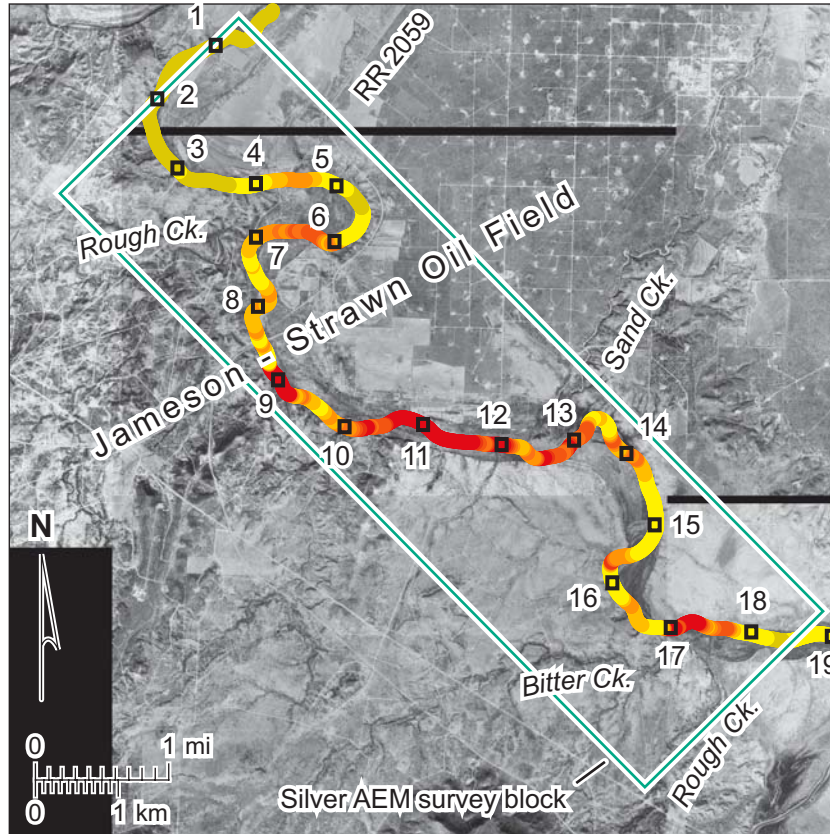 1
RR 2059
2
3
4
5
6
Rough Ck.
7
8
Jameson - Strawn Oil Field
Sand Ck.
9
10
11
12
13
14
15
16
17
18
19
N
Bitter Ck.
Rough Ck.
0 1 mi
0 1 km
Silver AEM survey block